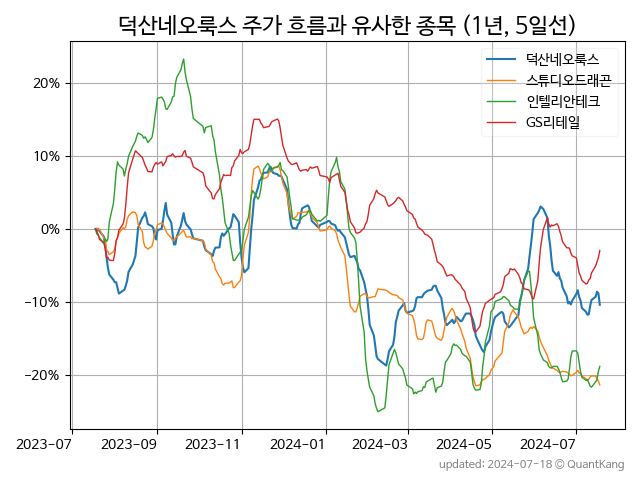 덕산네오룩스 주가 흐름과 유사한 종목 (1년, 5일선)
덕산네오룩스
스튜디오드래곤
인텔리안테크
GS리테일
20%
10%
0%
−10%
−20%
2023-07
2023-09
2023-11
2024-01
2024-03
2024-05
2024-07
updated: 2024-07-18 ⓒ QuantKang